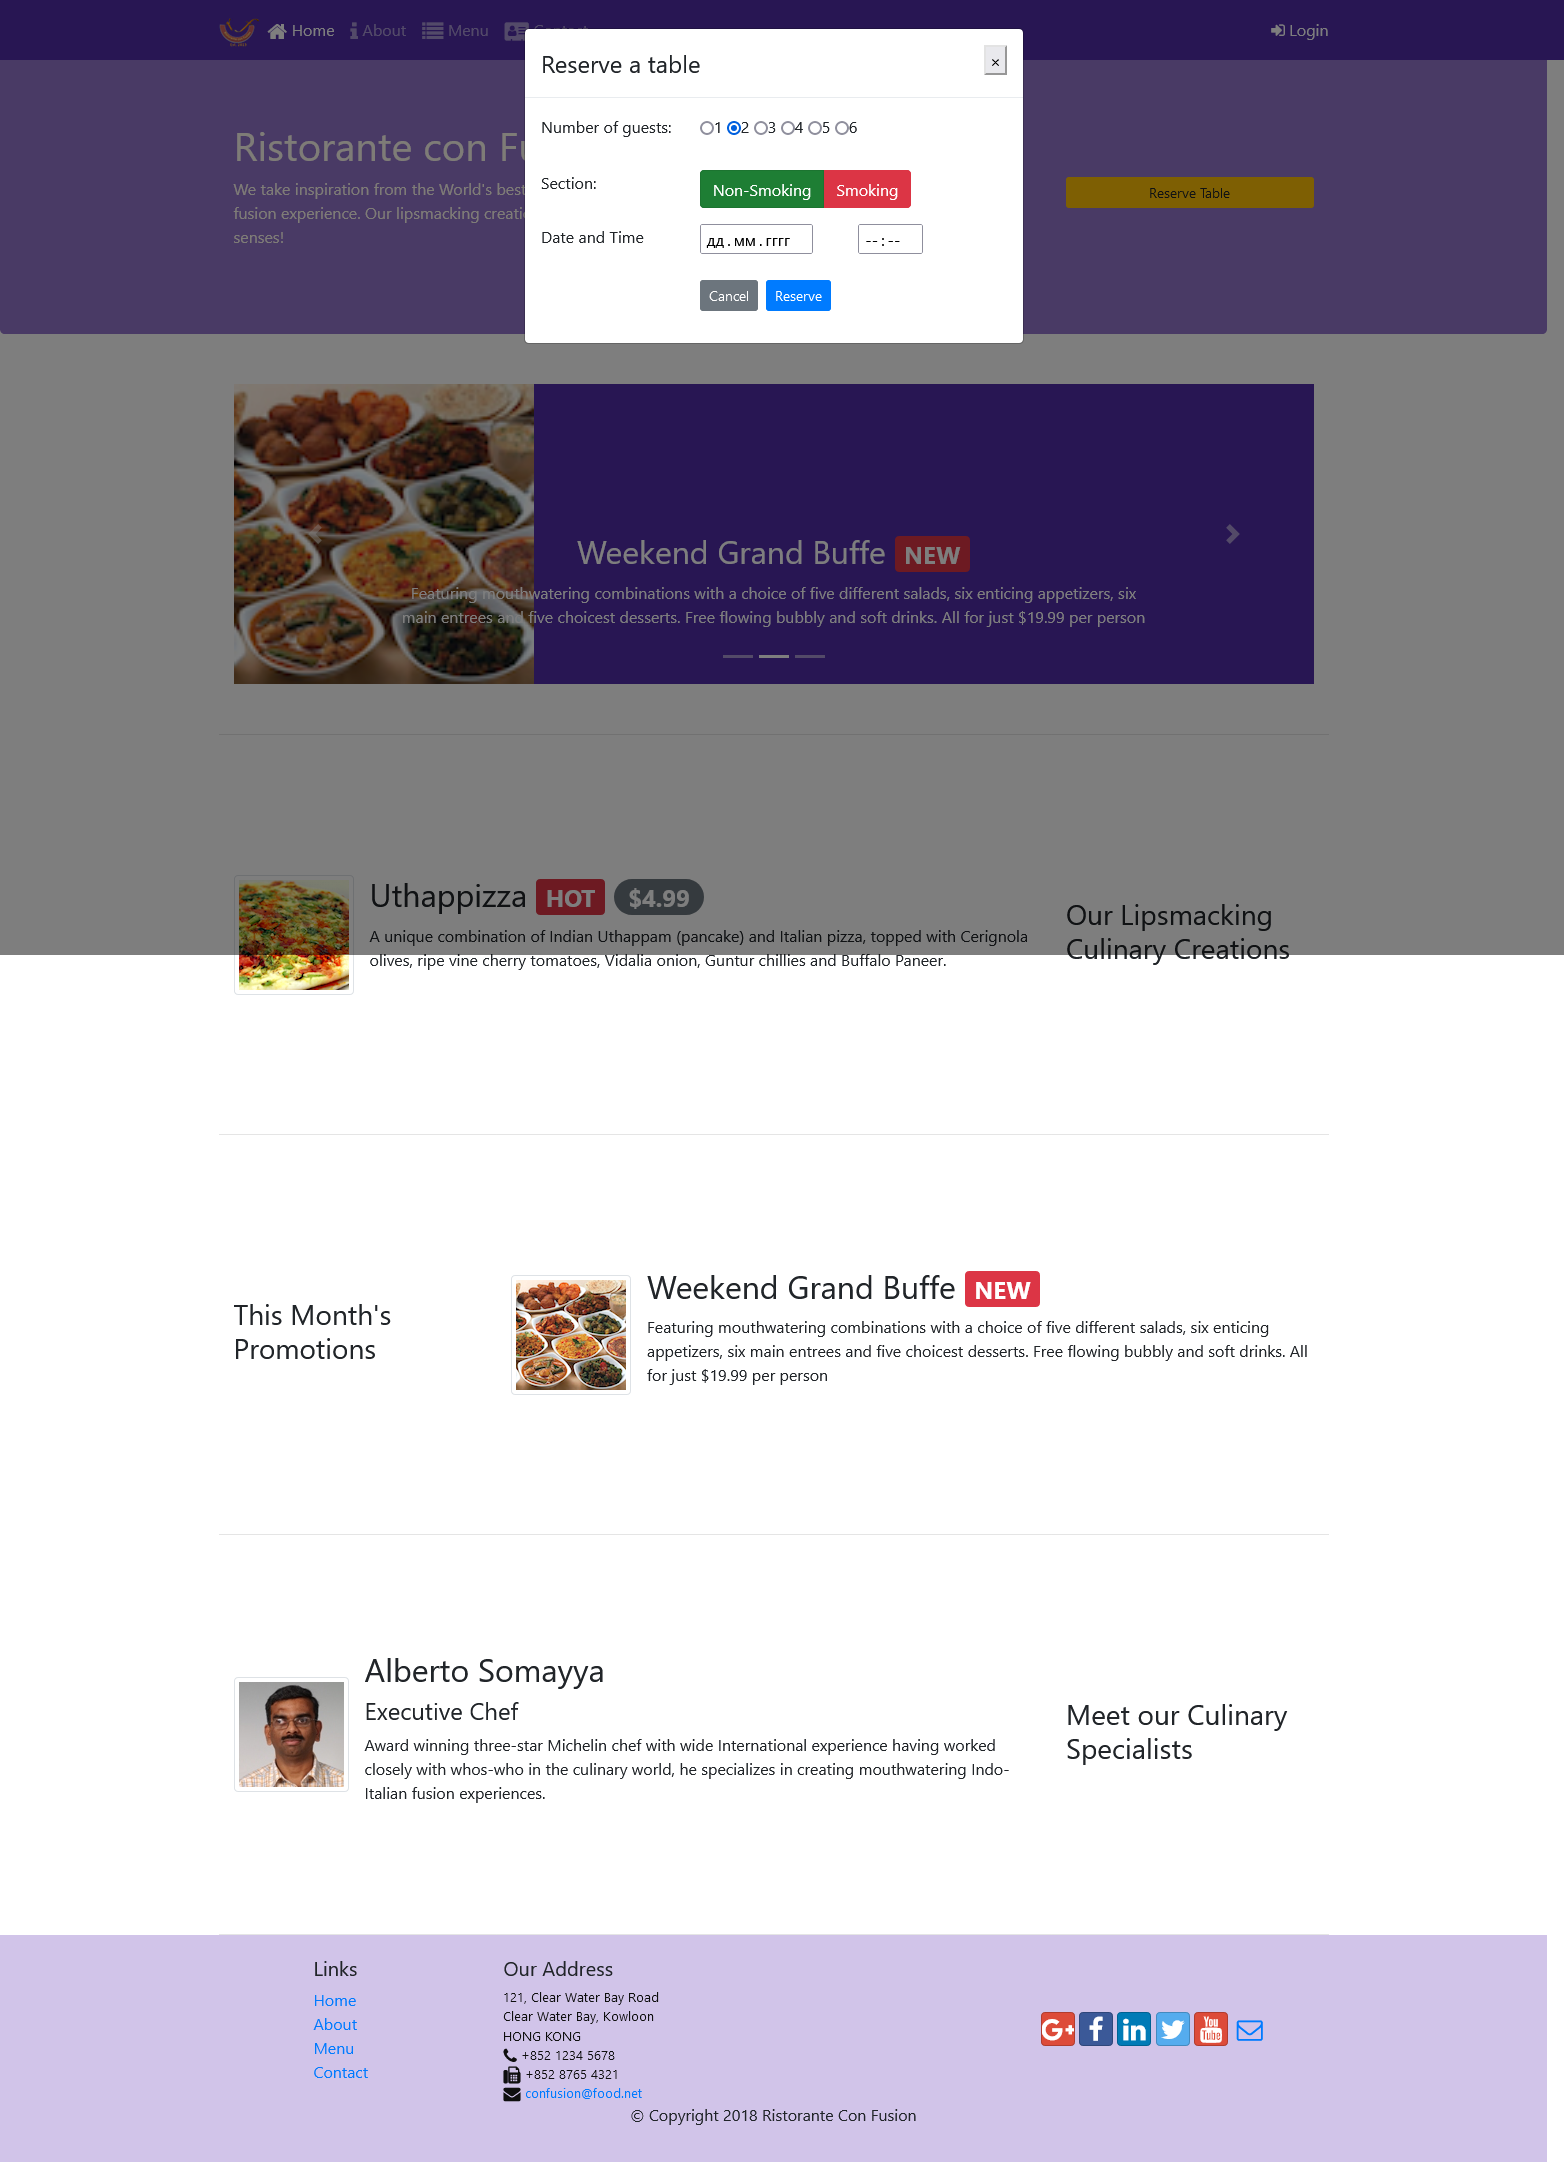 Home About Menu Contact Login
Reserve a table
×
Number of guests: 1 2 3 4 5 6
Section: Non-Smoking Smoking
Date and Time дд.мм.гггг --:--
Cancel Reserve
Ristorante con Fu
We take inspiration from the World's best
fusion experience. Our lipsmacking creati
senses!
Reserve Table
Weekend Grand Buffe NEW
Featuring mouthwatering combinations with a choice of five different salads, six enticing appetizers, six
main entrees and five choicest desserts. Free flowing bubbly and soft drinks. All for just $19.99 per person
Uthappizza HOT $4.99
A unique combination of Indian Uthappam (pancake) and Italian pizza, topped with Cerignola
olives, ripe vine cherry tomatoes, Vidalia onion, Guntur chillies and Buffalo Paneer.
Our Lipsmacking
Culinary Creations
This Month's
Promotions
Weekend Grand Buffe NEW
Featuring mouthwatering combinations with a choice of five different salads, six enticing
appetizers, six main entrees and five choicest desserts. Free flowing bubbly and soft drinks. All
for just $19.99 per person
Alberto Somayya
Executive Chef
Award winning three-star Michelin chef with wide International experience having worked
closely with whos-who in the culinary world, he specializes in creating mouthwatering Indo-
Italian fusion experiences.
Meet our Culinary
Specialists
Links
Home
About
Menu
Contact
Our Address
121, Clear Water Bay Road
Clear Water Bay, Kowloon
HONG KONG
+852 1234 5678
+852 8765 4321
confusion@food.net
G+ f in You Tube
© Copyright 2018 Ristorante Con Fusion